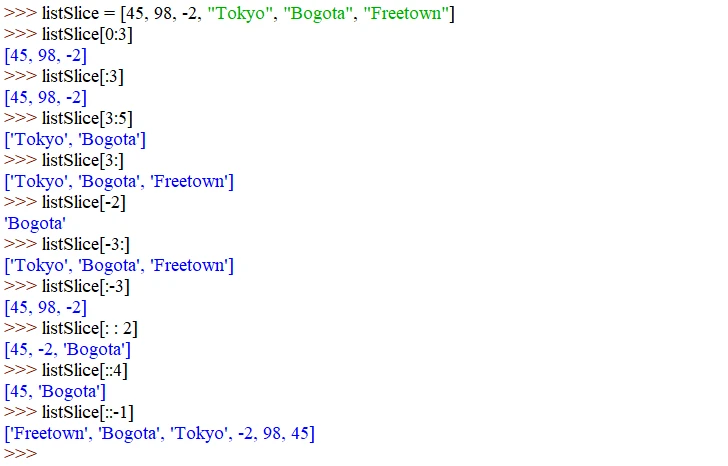 >>> listSlice = [45, 98, -2, "Tokyo", "Bogota", "Freetown"]
>>> listSlice[0:3]
[45, 98, -2]
>>> listSlice[:3]
[45, 98, -2]
>>> listSlice[3:5]
['Tokyo', 'Bogota']
>>> listSlice[3:]
['Tokyo', 'Bogota', 'Freetown']
>>> listSlice[-2]
'Bogota'
>>> listSlice[-3:]
['Tokyo', 'Bogota', 'Freetown']
>>> listSlice[:-3]
[45, 98, -2]
>>> listSlice[: : 2]
[45, -2, 'Bogota']
>>> listSlice[::4]
[45, 'Bogota']
>>> listSlice[::-1]
['Freetown', 'Bogota', 'Tokyo', -2, 98, 45]
>>>